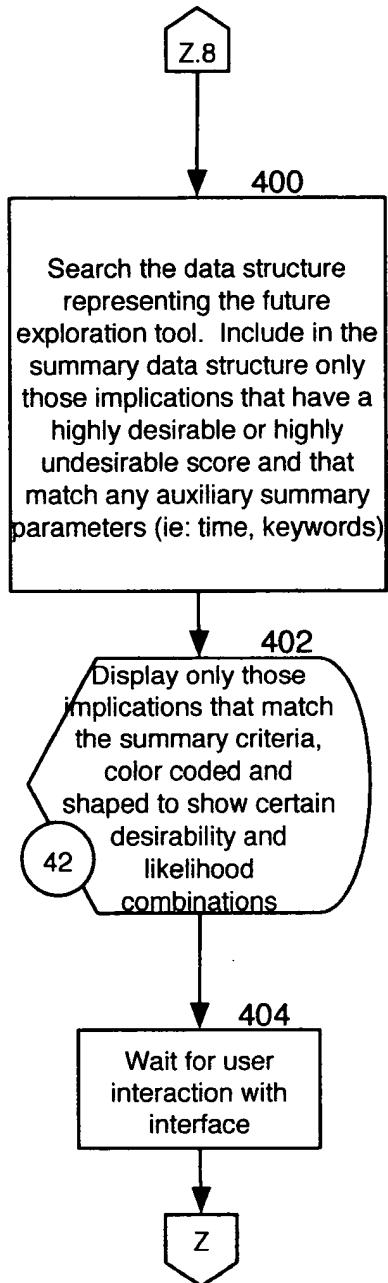 Z.8
400
Search the data structure
representing the future
exploration tool.  Include in the
summary data structure only
those implications that have a
highly desirable or highly
undesirable score and that
match any auxiliary summary
parameters (ie: time, keywords)
402
Display only those
implications that match
the summary criteria,
color coded and
shaped to show certain
desirability and
likelihood
combinations
42
404
Wait for user
interaction with
interface
Z